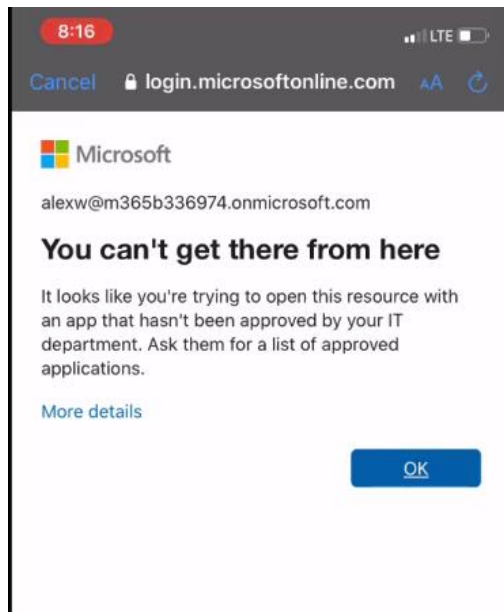 8:16
LTE
Cancel login.microsoftonline.com AA
Microsoft
alexw@m365b336974.onmicrosoft.com
You can't get there from here
It looks like you're trying to open this resource with
an app that hasn't been approved by your IT
department. Ask them for a list of approved
applications.
More details
OK